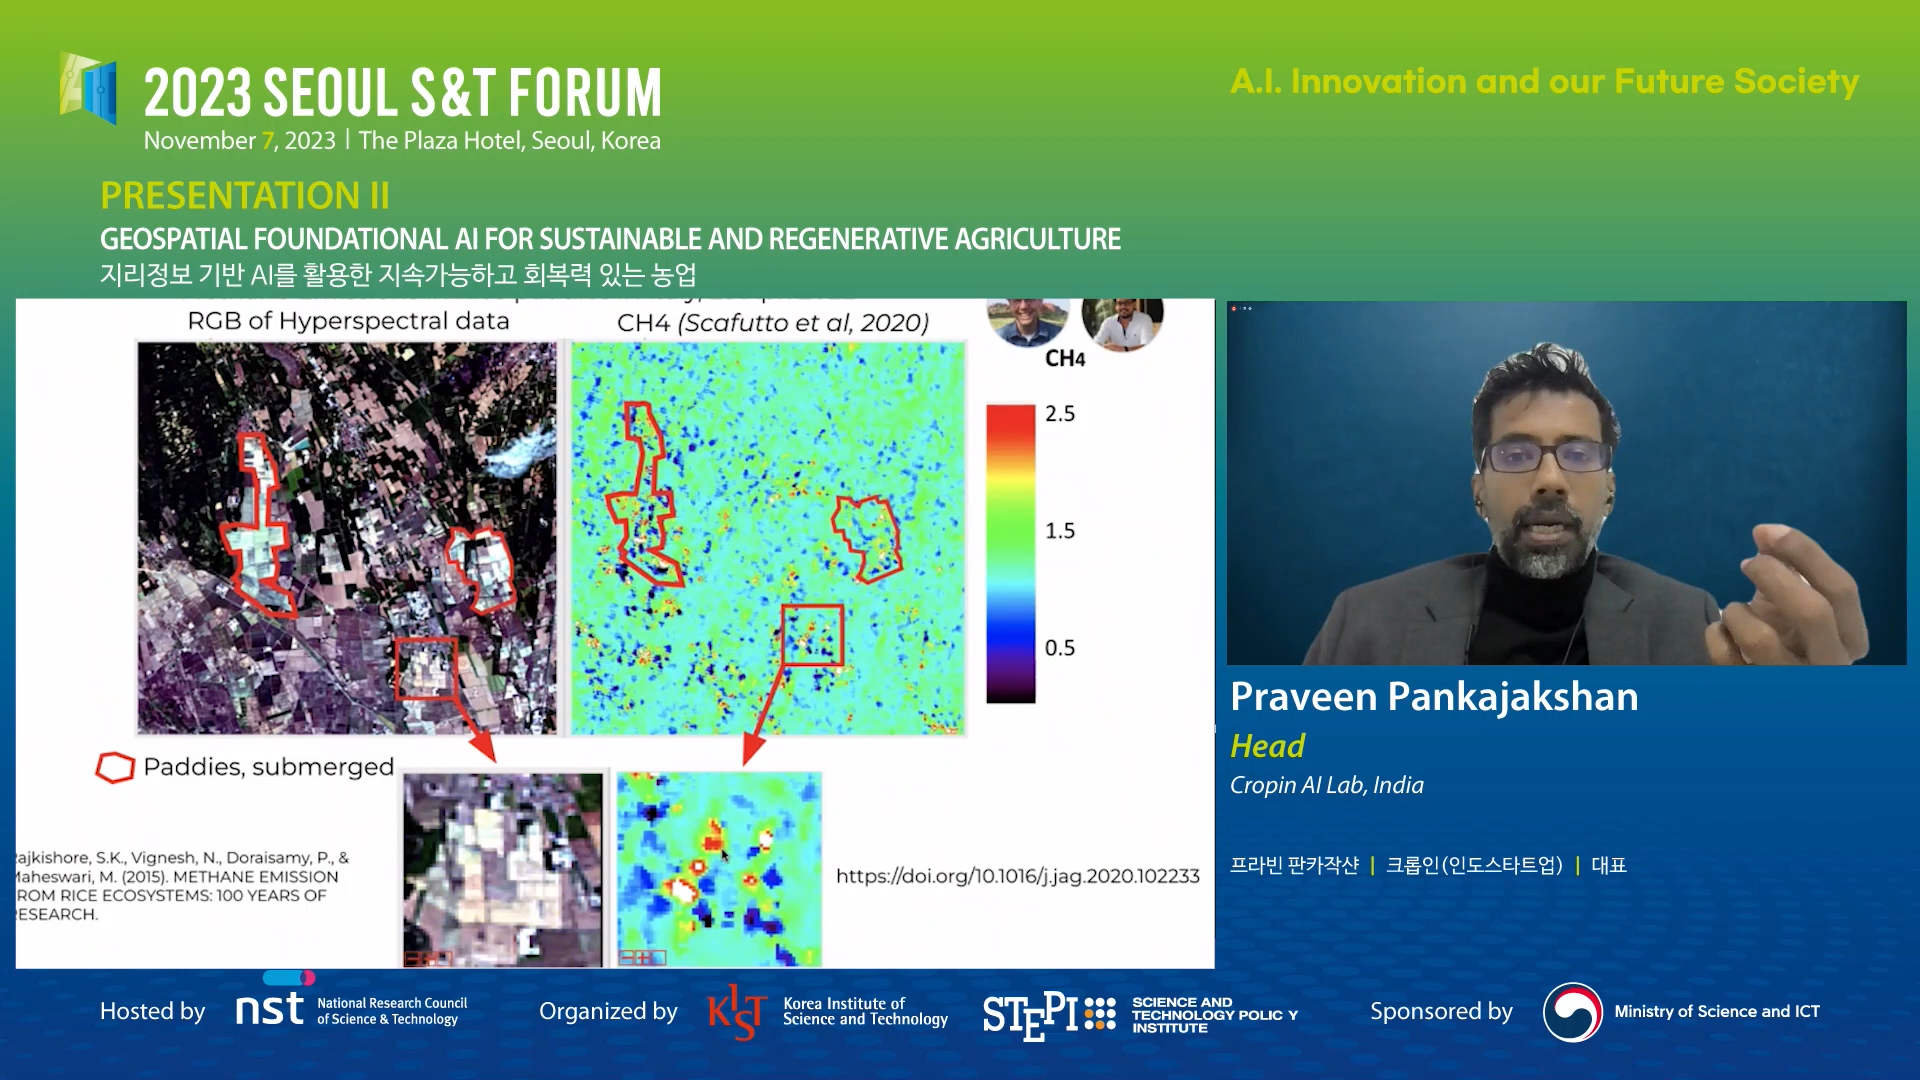 2023 SEOUL S&T FORUM
November 7, 2023 | The Plaza Hotel, Seoul, Korea
A.I. Innovation and our Future Society
PRESENTATION II
GEOSPATIAL FOUNDATIONAL AI FOR SUSTAINABLE AND REGENERATIVE AGRICULTURE
지리정보 기반 AI를 활용한 지속가능하고 회복력 있는 농업
RGB of Hyperspectral data
CH4 (Scafutto et al, 2020)
CH4
2.5
1.5
0.5
Paddies, submerged
ajkishore, S.K., Vignesh, N., Doraisamy, P., &
aheswari, M. (2015). METHANE EMISSION
ROM RICE ECOSYSTEMS: 100 YEARS OF
ESEARCH.
https://doi.org/10.1016/j.jag.2020.102233
Praveen Pankajakshan
Head
Cropin AI Lab, India
프라빈 판카작샨 | 크롭인(인도스타트업) | 대표
Hosted by
nst
National Research Council
of Science & Technology
Organized by
KIST
Korea Institute of
Science and Technology
STEPI
SCIENCE AND
TECHNOLOGY POLICY
INSTITUTE
Sponsored by
Ministry of Science and ICT